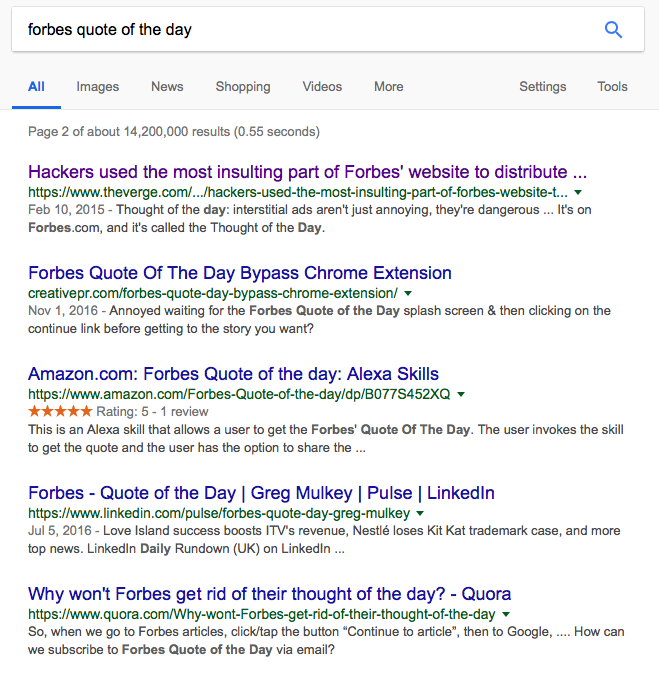 forbes quote of the day
All Images News Shopping Videos More Settings Tools
Page 2 of about 14,200,000 results (0.55 seconds)
Hackers used the most insulting part of Forbes' website to distribute ...
https://www.theverge.com/.../hackers-used-the-most-insulting-part-of-forbes-website-t...
Feb 10, 2015 - Thought of the day: interstitial ads aren't just annoying, they're dangerous ... It's on
Forbes.com, and it's called the Thought of the Day.
Forbes Quote Of The Day Bypass Chrome Extension
creativepr.com/forbes-quote-day-bypass-chrome-extension/
Nov 1, 2016 - Annoyed waiting for the Forbes Quote of the Day splash screen & then clicking on the
continue link before getting to the story you want?
Amazon.com: Forbes Quote of the day: Alexa Skills
https://www.amazon.com/Forbes-Quote-of-the-day/dp/B077S452XQ
★★★★★ Rating: 5 - 1 review
This is an Alexa skill that allows a user to get the Forbes' Quote Of The Day. The user invokes the skill
to get the quote and the user has the option to share the ...
Forbes - Quote of the Day | Greg Mulkey | Pulse | LinkedIn
https://www.linkedin.com/pulse/forbes-quote-day-greg-mulkey
Jul 5, 2016 - Love Island success boosts ITV's revenue, Nestlé loses Kit Kat trademark case, and more
top news. LinkedIn Daily Rundown (UK) on LinkedIn ...
Why won't Forbes get rid of their thought of the day? - Quora
https://www.quora.com/Why-wont-Forbes-get-rid-of-their-thought-of-the-day
So, when we go to Forbes articles, click/tap the button “Continue to article”, then to Google, .... How can
we subscribe to Forbes Quote of the Day via email?